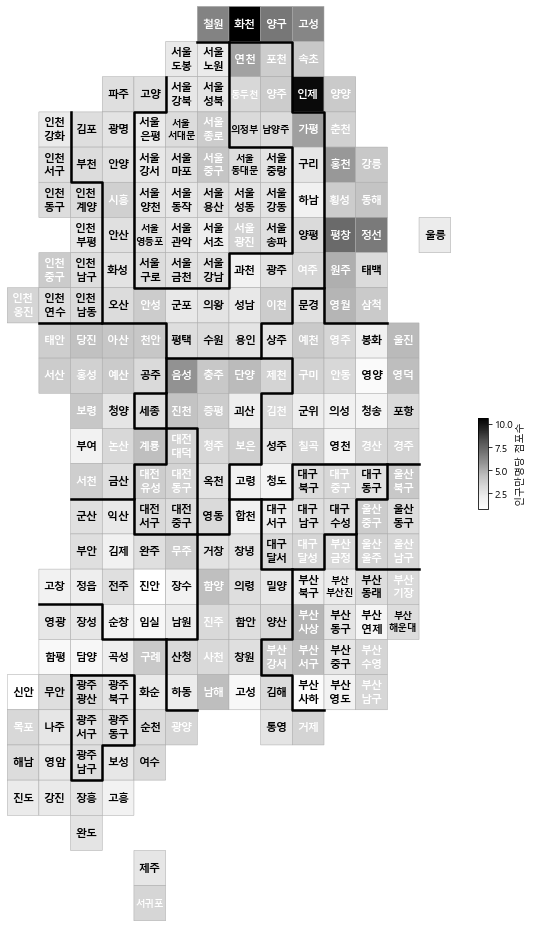 철원 화천 양구 고성
서울 도봉 서울 노원 연천 포천 속초
파주 고양 서울 강북 서울 성북 동두천 양주 인제 양양
인천 강화 김포 광명 서울 은평 서울 서대문 서울 종로 의정부 남양주 가평 춘천
인천 서구 부천 안양 서울 강서 서울 마포 서울 중구 서울 동대문 서울 중랑 구리 홍천 강릉
인천 동구 인천 계양 시흥 서울 양천 서울 동작 서울 용산 서울 성동 서울 강동 하남 횡성 동해
인천 부평 안산 서울 영등포 서울 관악 서울 서초 서울 광진 서울 송파 양평 평창 정선 울릉
인천 중구 인천 남구 화성 서울 구로 서울 금천 서울 강남 과천 광주 여주 원주 태백
인천 옹진 인천 연수 인천 남동 오산 안성 군포 의왕 성남 이천 문경 영월 삼척
태안 당진 아산 천안 평택 수원 용인 상주 예천 영주 봉화 울진
서산 홍성 예산 공주 음성 충주 단양 제천 구미 안동 영양 영덕
보령 청양 세종 진천 증평 괴산 김천 군위 의성 청송 포항
부여 논산 계룡 대전 대덕 청주 보은 성주 칠곡 영천 경산 경주
서천 금산 대전 유성 대전 동구 옥천 고령 청도 대구 북구 대구 중구 대구 동구 울산 북구
군산 익산 대전 서구 대전 중구 영동 합천 대구 서구 대구 남구 대구 수성 울산 중구 울산 동구
부안 김제 완주 무주 거창 창녕 대구 달서 대구 달성 부산 금정 울산 울주 울산 남구
고창 정읍 전주 진안 장수 함양 의령 밀양 부산 북구 부산 부산진 부산 동래 부산 기장
영광 장성 순창 임실 남원 진주 함안 양산 부산 사상 부산 동구 부산 연제 부산 해운대
함평 담양 곡성 구례 산청 사천 창원 부산 강서 부산 서구 부산 중구 부산 수영
신안 무안 광주 광산 광주 북구 화순 하동 남해 고성 김해 부산 사하 부산 영도 부산 남구
목포 나주 광주 서구 광주 동구 순천 광양 통영 거제
해남 영암 광주 남구 보성 여수
진도 강진 장흥 고흥
완도
제주
서귀포
10.0
7.5
5.0
2.5
인구만명당 점포수